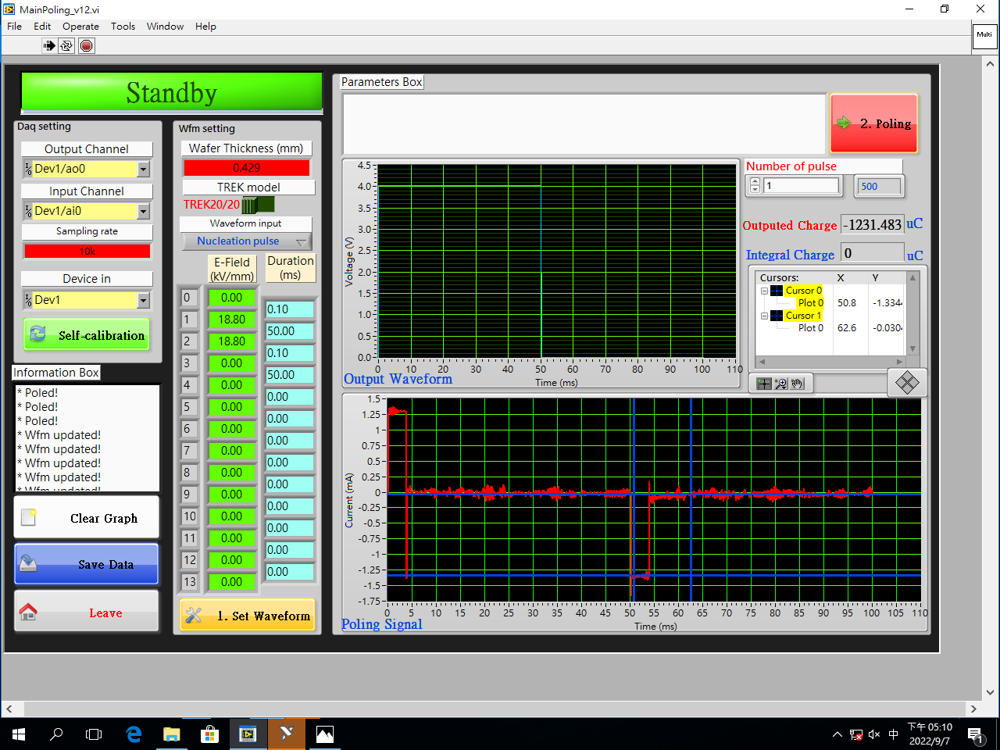 MainPoling_v12.vi
File Edit Operate Tools Window Help
Multi
Standby
Daq setting
Output Channel
Dev1/ao0
Input Channel
Dev1/ai0
Sampling rate
10k
Device in
Dev1
Self-calibration
Information Box
* Poled!
* Poled!
* Poled!
* Wfm updated!
* Wfm updated!
* Wfm updated!
* Wfm updated!
* Wfm updated!
Clear Graph
Save Data
Leave
Wfm setting
Wafer Thickness (mm)
0.429
TREK model
TREK20/20
Waveform input
Nucleation pulse
E-Field
(kV/mm)
Duration
(ms)
0 0.00
0.10
1 18.80
50.00
2 18.80
0.10
3 0.00
50.00
4 0.00
0.00
5 0.00
0.00
6 0.00
0.00
7 0.00
0.00
8 0.00
0.00
9 0.00
0.00
10 0.00
0.00
11 0.00
0.00
12 0.00
0.00
13 0.00
1. Set Waveform
Parameters Box
2. Poling
Number of pulse
1
500
Outputed Charge -1231.483 uC
Integral Charge 0 uC
Cursors: X Y
Cursor 0
Plot 0 50.8 -1.334
Cursor 1
Plot 0 62.6 -0.030
Voltage (V)
4.5
4.0
3.5
3.0
2.5
2.0
1.5
1.0
0.5
0.0
0 10 20 30 40 50 60 70 80 90 100 110
Output Waveform
Time (ms)
Current (mA)
1.5
1.25
1
0.75
0.5
0.25
0
-0.25
-0.5
-0.75
-1
-1.25
-1.5
-1.75
0 5 10 15 20 25 30 35 40 45 50 55 60 65 70 75 80 85 90 95 100 105 110
Poling Signal
Time (ms)
中
下午 05:10
2022/9/7
1